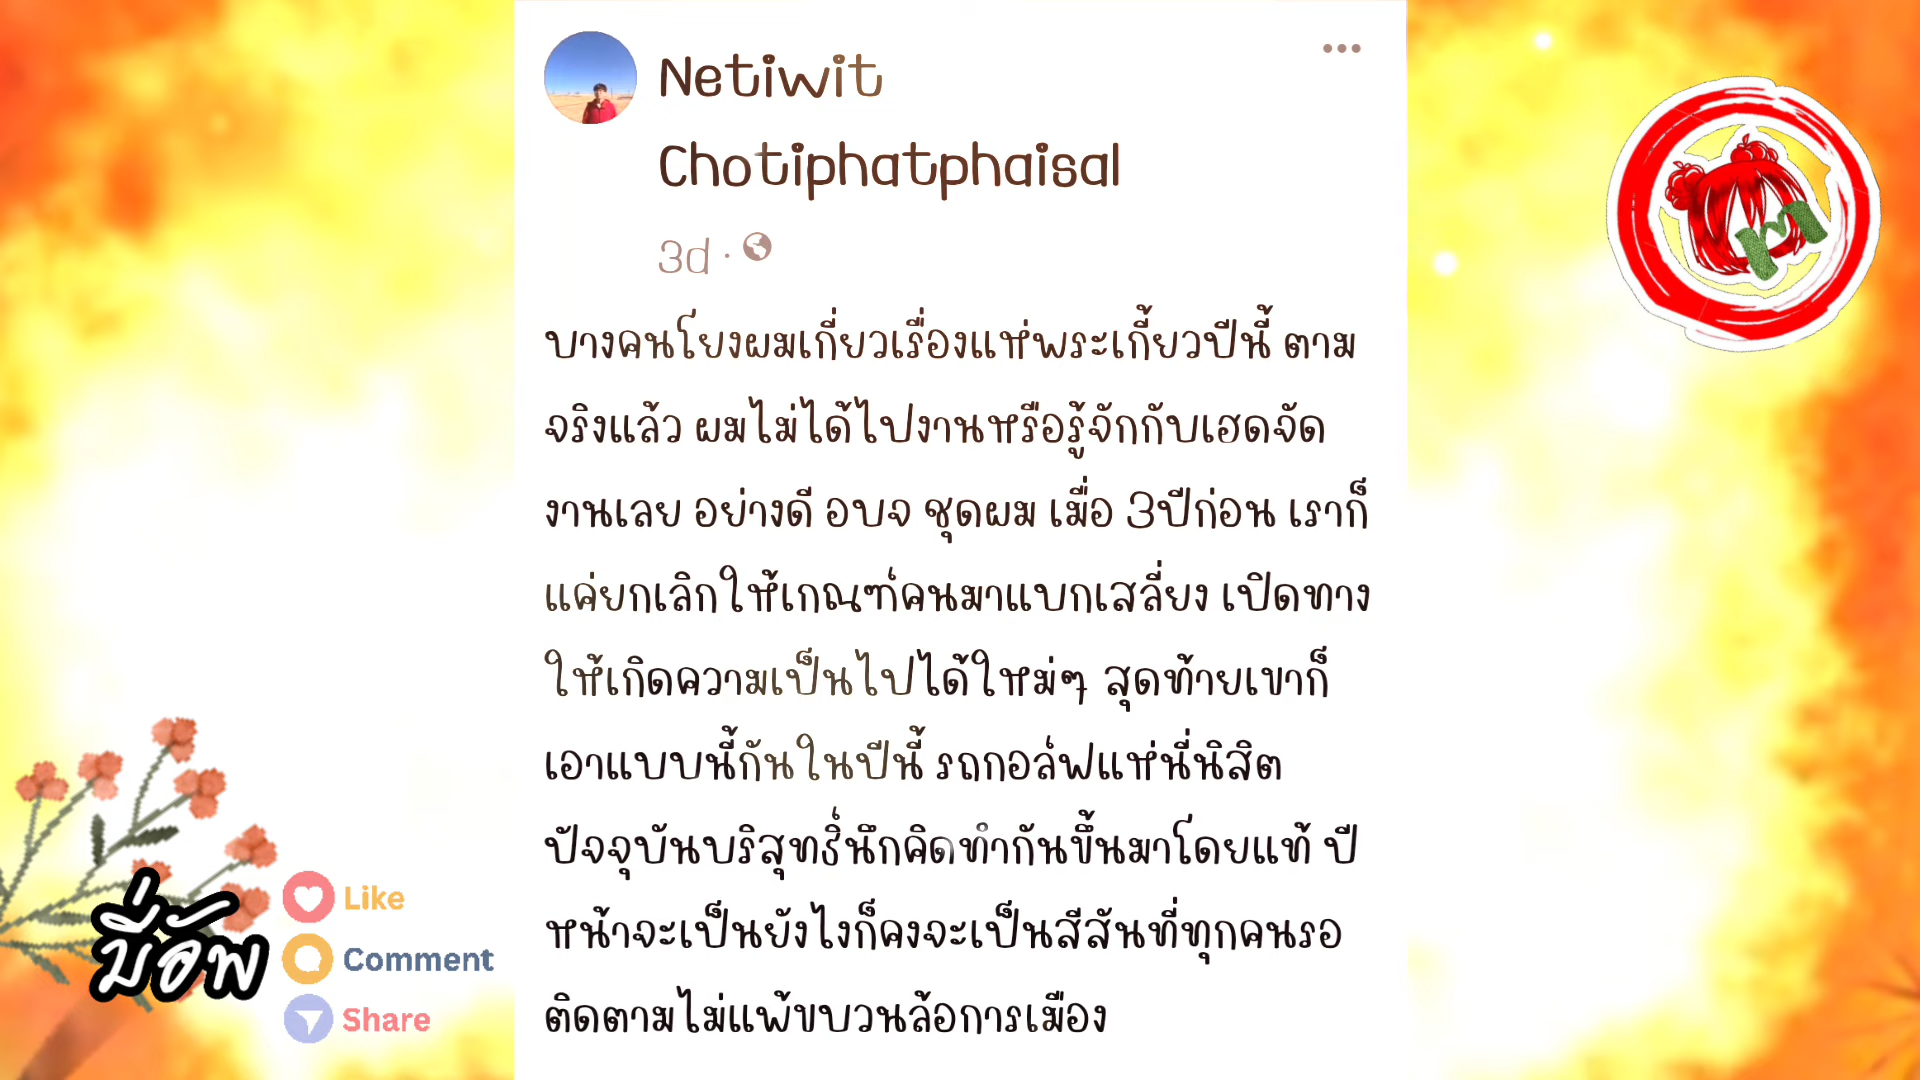 Netiwit
Chotiphatphaisal
3d ·
บางคนโยงผมเกี่ยวเรื่องแห่พระเกี้ยวปีนี้ ตาม
จริงแล้ว ผมไม่ได้ไปงานหรือรู้จักกับเฮดจัด
งานเลย อย่างดี อบจ ชุดผม เมื่อ 3ปีก่อน เราก็
แค่ยกเลิกให้เกณฑ์คนมาแบกเสลี่ยง เปิดทาง
ให้เกิดความเป็นไปได้ใหม่ๆ สุดท้ายเขาก็
เอาแบบนี้กันในปีนี้ รถกอล์ฟแห่นี่นิสิต
ปัจจุบันบริสุทธิ์นึกคิดทำกันขึ้นมาโดยแท้ ปี
หน้าจะเป็นยังไงก็คงจะเป็นสีสันที่ทุกคนรอ
ติดตามไม่แพ้ขบวนล้อการเมือง
มี่อัพ
Like
Comment
Share